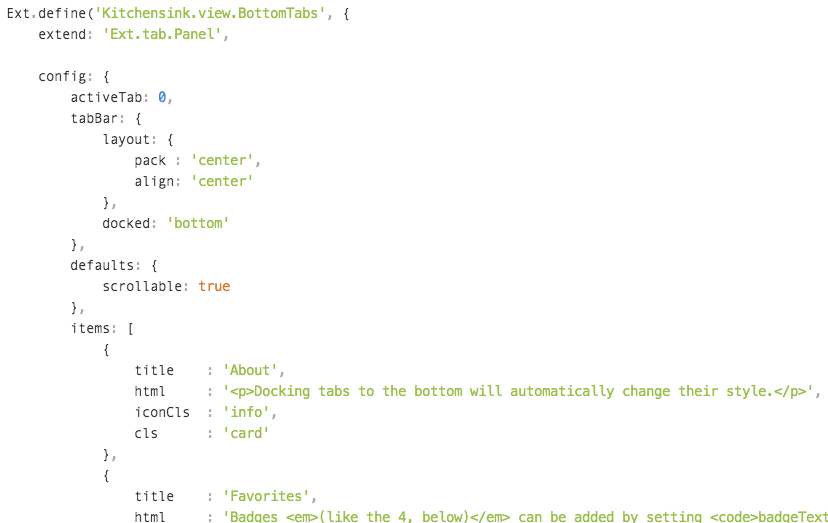 Ext.define('Kitchensink.view.BottomTabs', {
    extend: 'Ext.tab.Panel',

    config: {
        activeTab: 0,
        tabBar: {
            layout: {
                pack : 'center',
                align: 'center'
            },
            docked: 'bottom'
        },
        defaults: {
            scrollable: true
        },
        items: [
            {
                title    : 'About',
                html     : '<p>Docking tabs to the bottom will automatically change their style.</p>',
                iconCls  : 'info',
                cls      : 'card'
            },
            {
                title    : 'Favorites',
                html     : 'Badges <em>(like the 4, below)</em> can be added by setting <code>badgeText